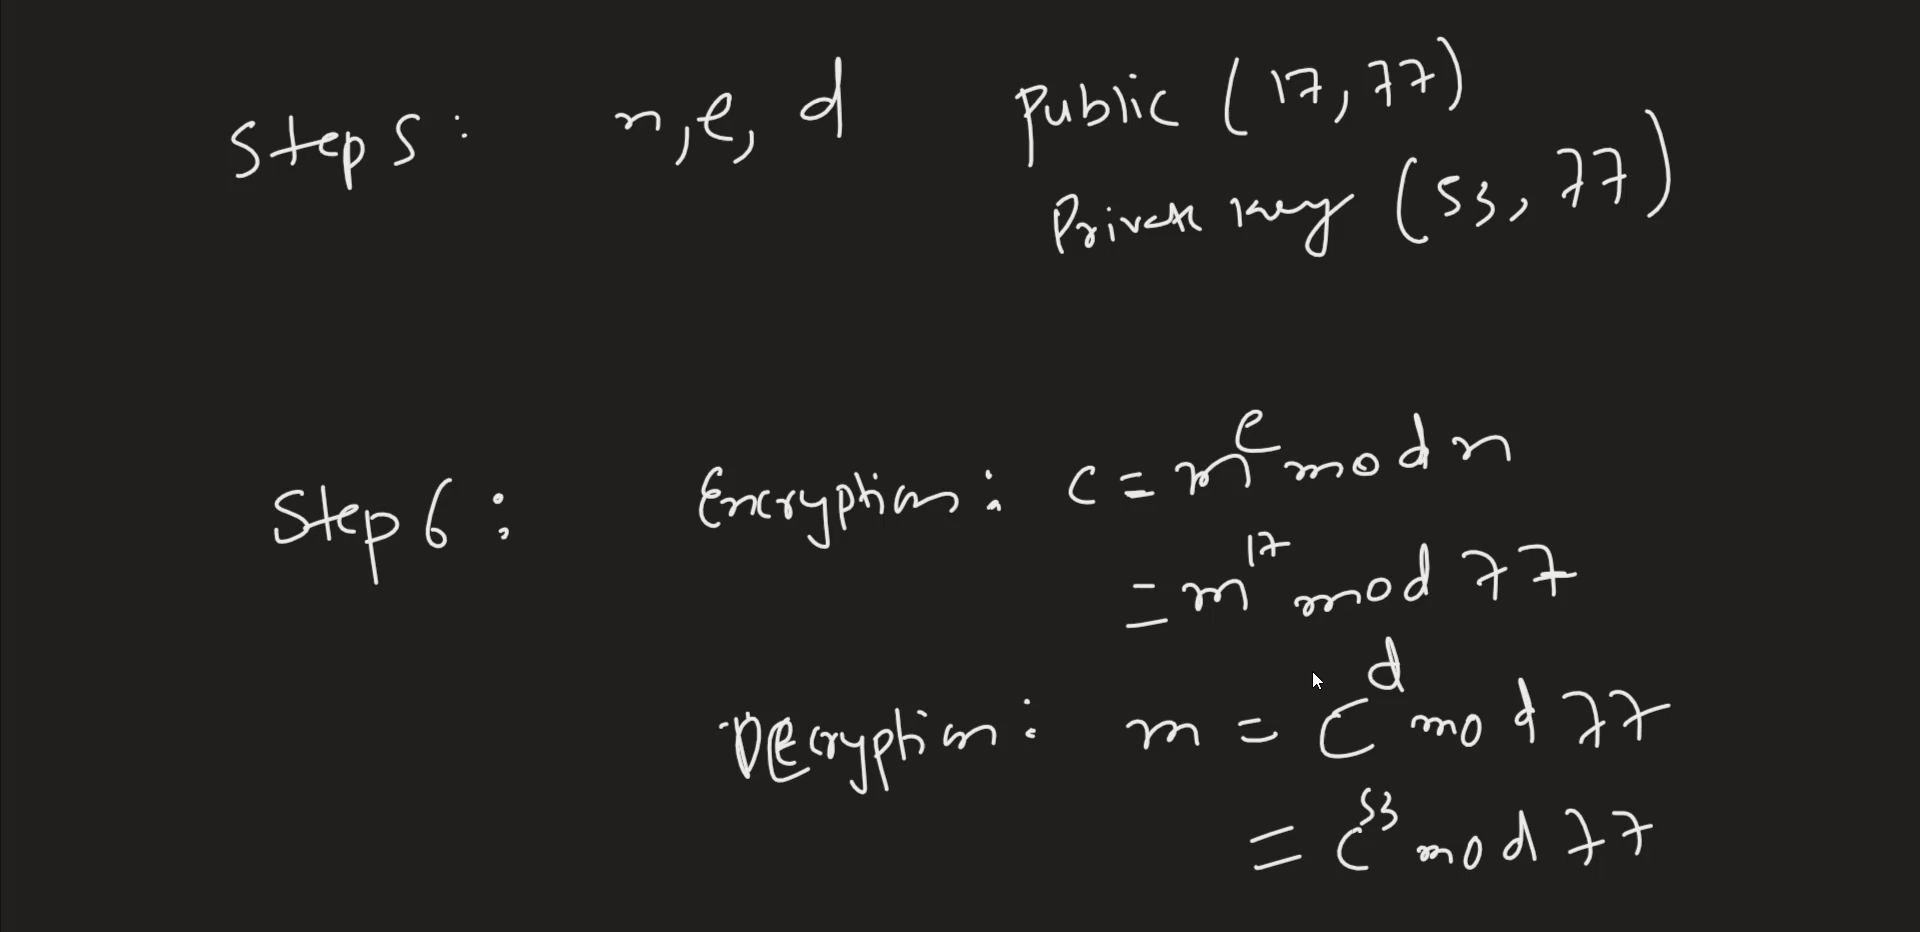 Step 5: n, e, d Public (17, 77)
Private key (53, 77)
Step 6: Encryption: c = m^e mod n
= m^17 mod 77
DEcryption: m = C^d mod 77
= C^53 mod 77